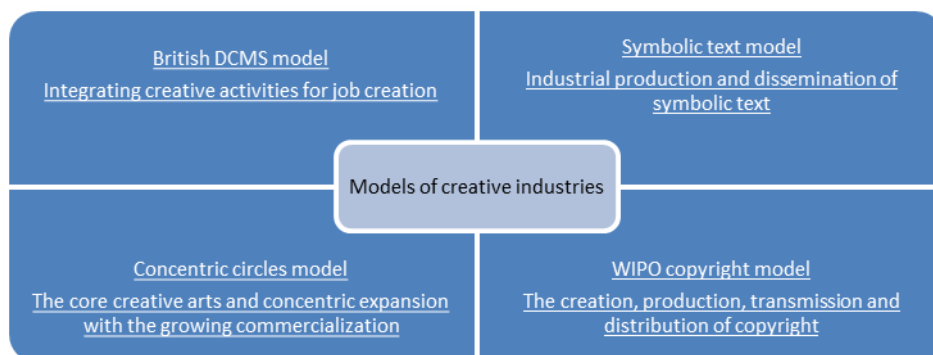 British DCMS model
Integrating creative activities for job creation
Symbolic text model
Industrial production and dissemination of
symbolic text
Models of creative industries
Concentric circles model
The core creative arts and concentric expansion
with the growing commercialization
WIPO copyright model
The creation, production, transmission and
distribution of copyright